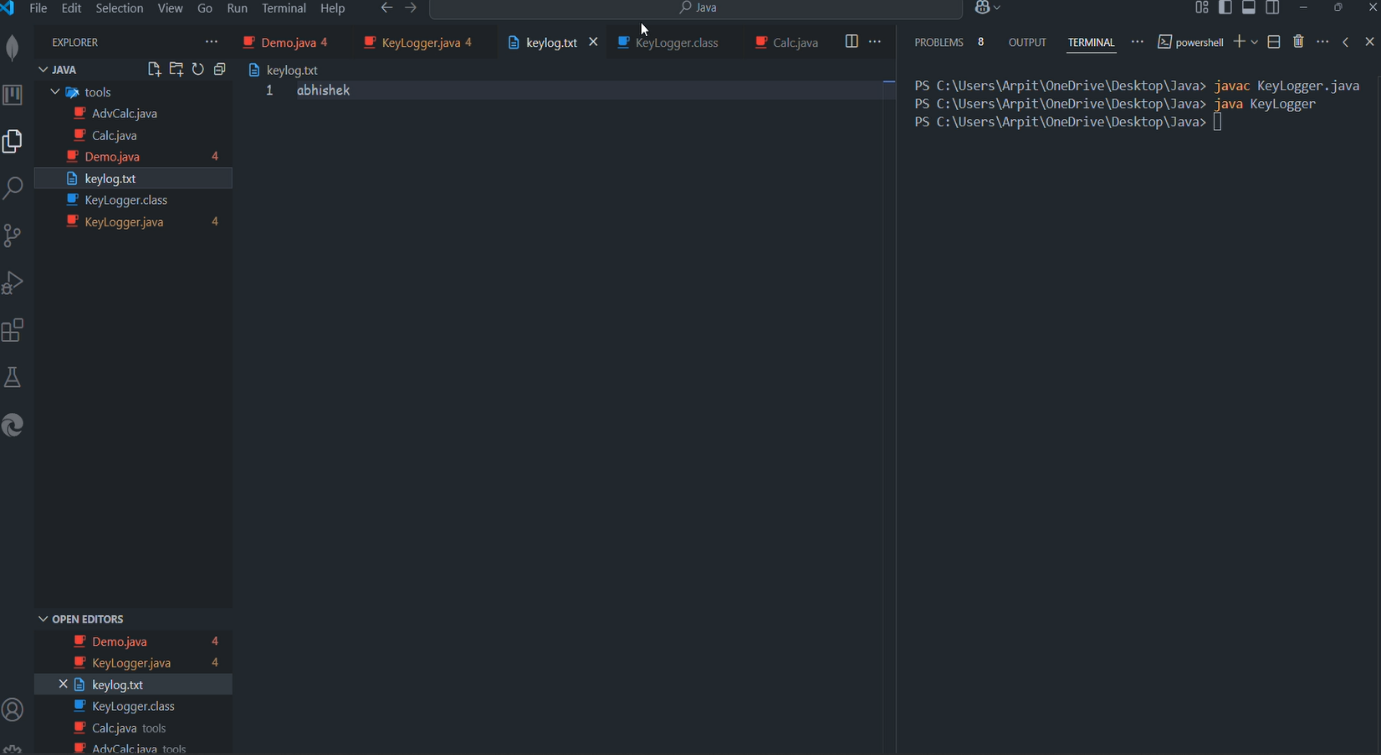 File Edit Selection View Go Run Terminal Help Java
EXPLORER
Demo.java 4
KeyLogger.java 4
keylog.txt
KeyLogger.class
Calc.java
PROBLEMS 8 OUTPUT TERMINAL powershell
JAVA
keylog.txt
tools
AdvCalc.java
Calc.java
Demo.java 4
keylog.txt
KeyLogger.class
KeyLogger.java 4
1 abhishek
PS C:\Users\Arpit\OneDrive\Desktop\Java> javac KeyLogger.java
PS C:\Users\Arpit\OneDrive\Desktop\Java> java KeyLogger
PS C:\Users\Arpit\OneDrive\Desktop\Java>
OPEN EDITORS
Demo.java 4
KeyLogger.java 4
keylog.txt
KeyLogger.class
Calc.java tools
AdvCalc.java tools